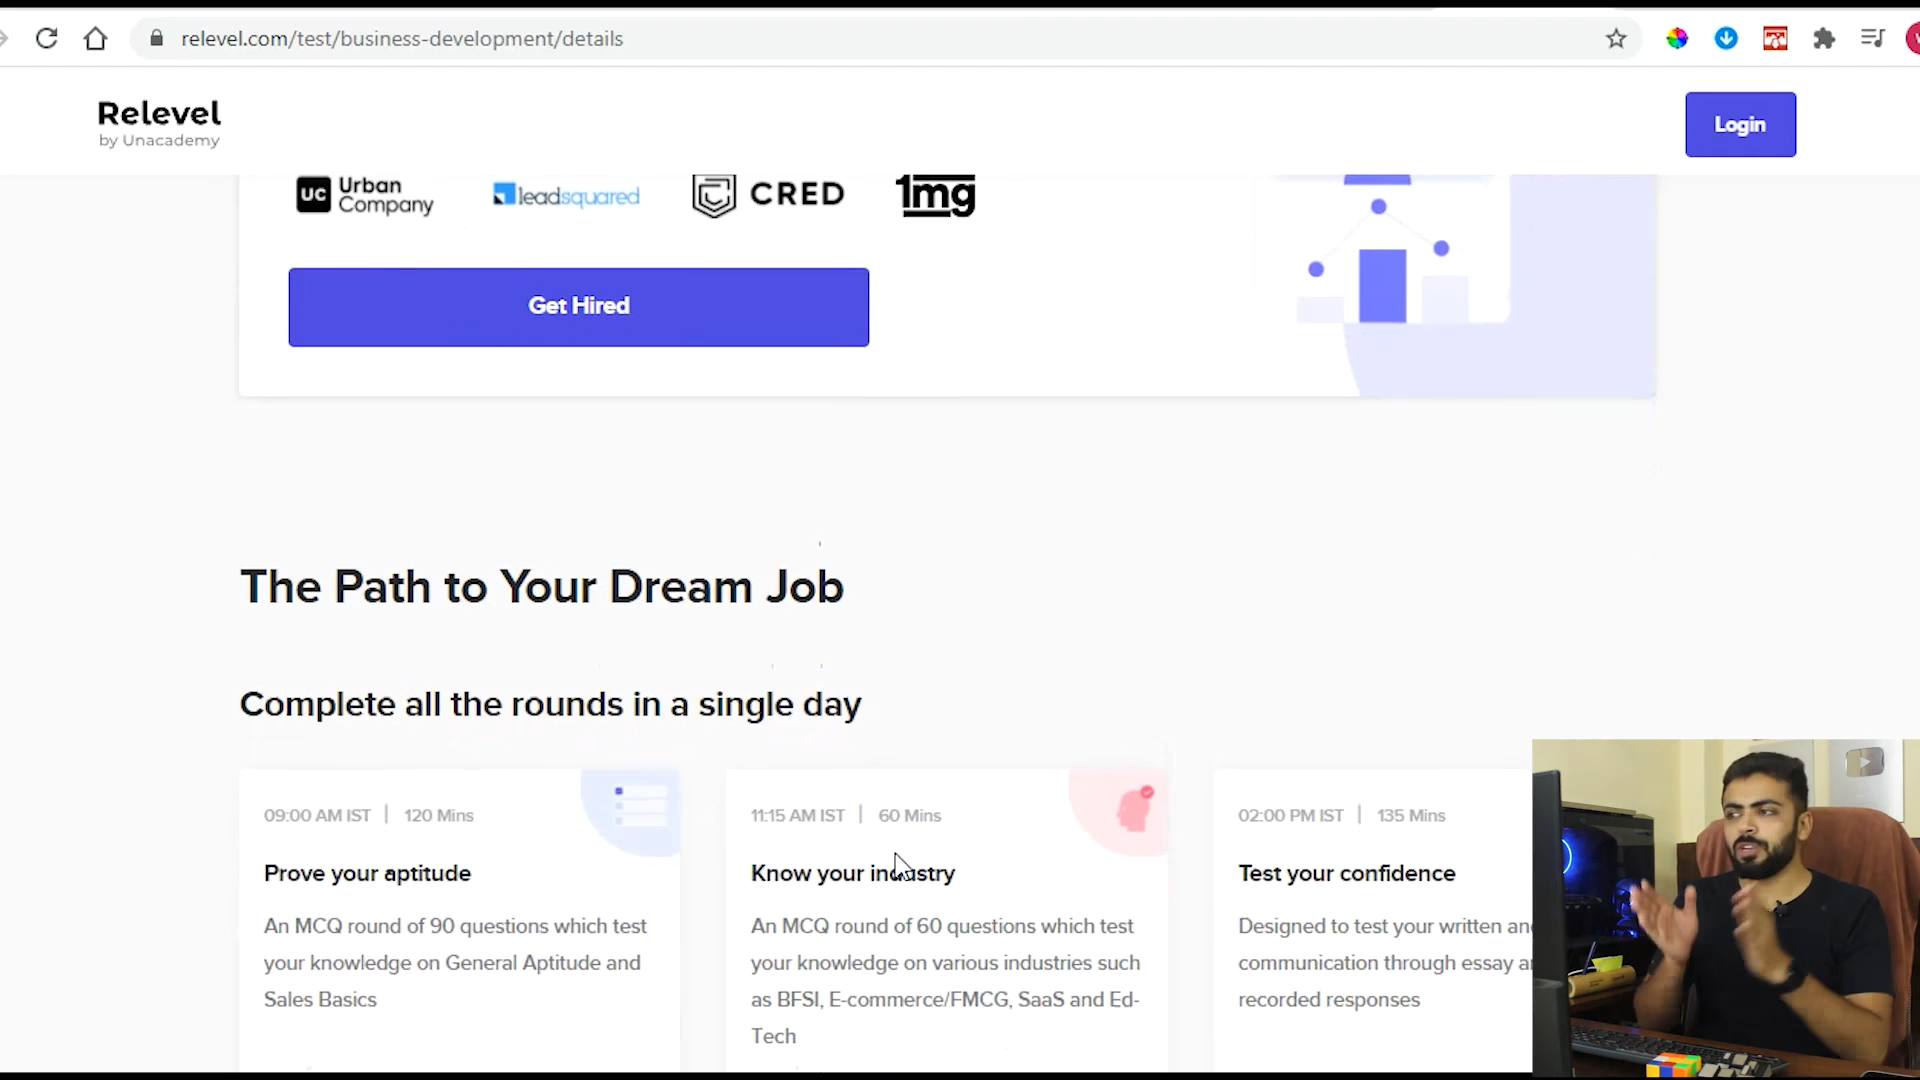 relevel.com/test/business-development/details
Relevel
by Unacademy
Login
UC Urban Company
leadsquared
CRED
1mg
Get Hired
The Path to Your Dream Job
Complete all the rounds in a single day
09:00 AM IST | 120 Mins
Prove your aptitude
An MCQ round of 90 questions which test
your knowledge on General Aptitude and
Sales Basics
11:15 AM IST | 60 Mins
Know your industry
An MCQ round of 60 questions which test
your knowledge on various industries such
as BFSI, E-commerce/FMCG, SaaS and Ed-
Tech
02:00 PM IST | 135 Mins
Test your confidence
Designed to test your written
communication through essay
recorded responses